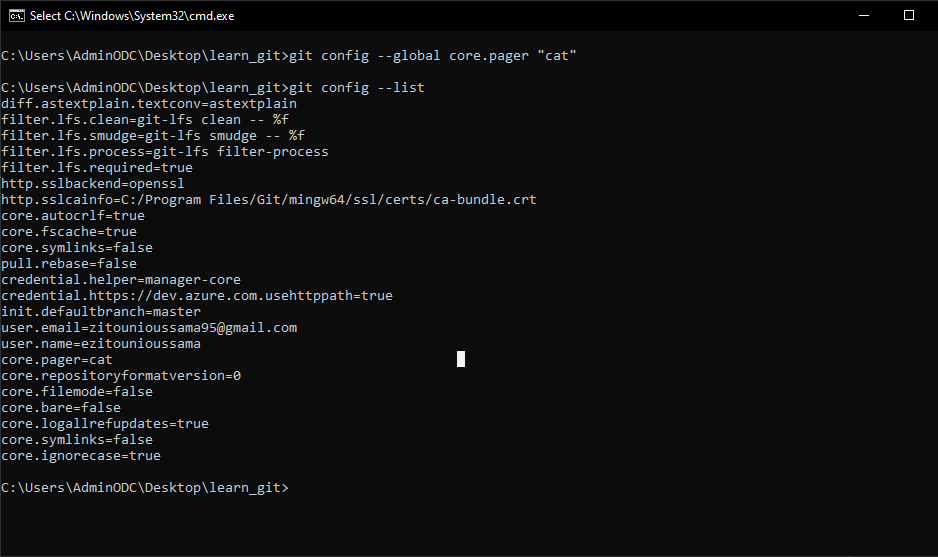 Select C:\Windows\System32\cmd.exe
C:\Users\AdminODC\Desktop\learn_git>git config --global core.pager "cat"
C:\Users\AdminODC\Desktop\learn_git>git config --list
diff.astextplain.textconv=astextplain
filter.lfs.clean=git-lfs clean -- %f
filter.lfs.smudge=git-lfs smudge -- %f
filter.lfs.process=git-lfs filter-process
filter.lfs.required=true
http.sslbackend=openssl
http.sslcainfo=C:/Program Files/Git/mingw64/ssl/certs/ca-bundle.crt
core.autocrlf=true
core.fscache=true
core.symlinks=false
pull.rebase=false
credential.helper=manager-core
credential.https://dev.azure.com.usehttppath=true
init.defaultbranch=master
user.email=zitounioussama95@gmail.com
user.name=ezitounioussama
core.pager=cat
core.repositoryformatversion=0
core.filemode=false
core.bare=false
core.logallrefupdates=true
core.symlinks=false
core.ignorecase=true
C:\Users\AdminODC\Desktop\learn_git>